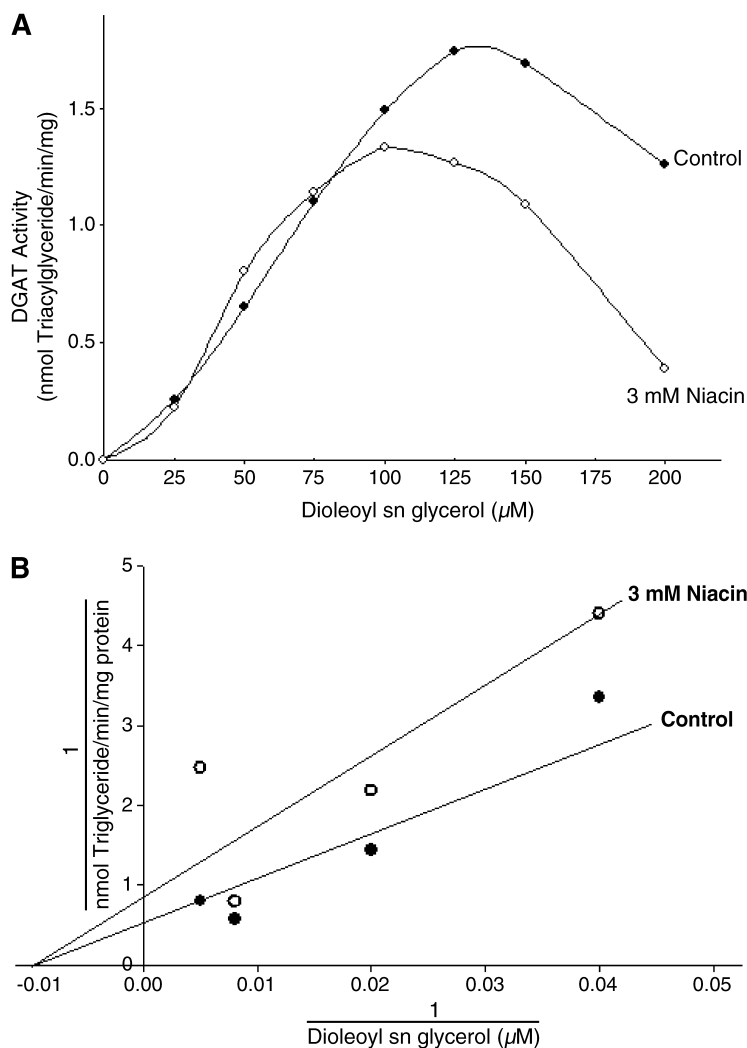 A
DGAT Activity
(nmol Triacylglyceride/min/mg)
1.5
1.0
0.5
0.0
Control
3 mM Niacin
0 25 50 75 100 125 150 175 200
Dioleoyl sn glycerol (µM)
B
1
nmol Triglyceride/min/mg protein
5
4
3
2
1
0
3 mM Niacin
Control
-0.01 0.00 0.01 0.02 0.03 0.04 0.05
1
Dioleoyl sn glycerol (µM)